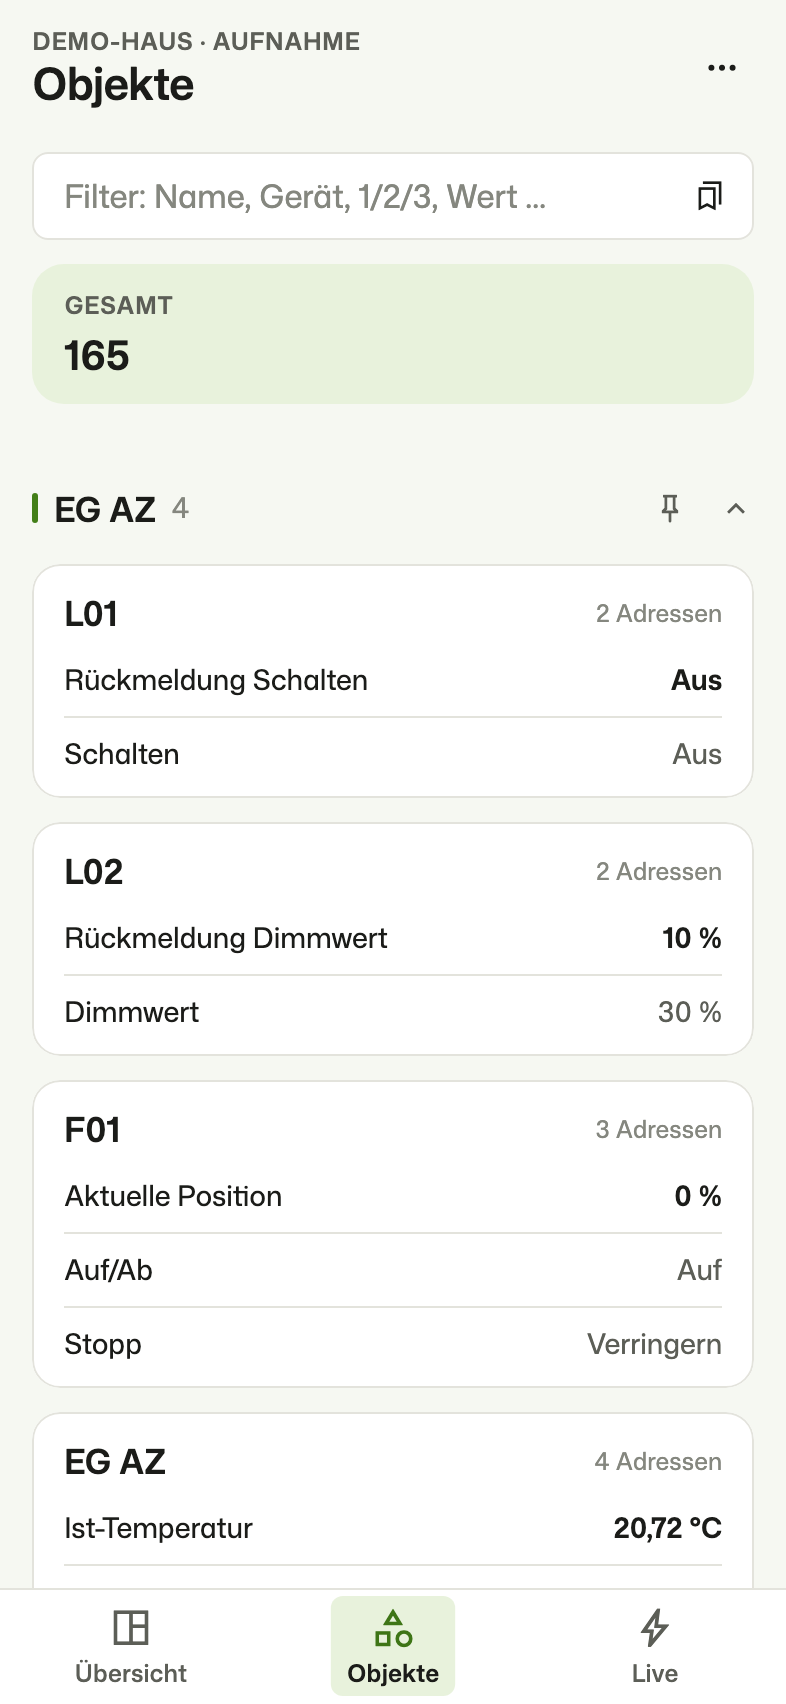 DEMO-HAUS · AUFNAHME
Objekte
Filter: Name, Gerät, 1/2/3, Wert ...
GESAMT
165
EG AZ 4
L01 2 Adressen
Rückmeldung Schalten Aus
Schalten Aus
L02 2 Adressen
Rückmeldung Dimmwert 10 %
Dimmwert 30 %
F01 3 Adressen
Aktuelle Position 0 %
Auf/Ab Auf
Stopp Verringern
EG AZ 4 Adressen
Ist-Temperatur 20,72 °C
Übersicht Objekte Live